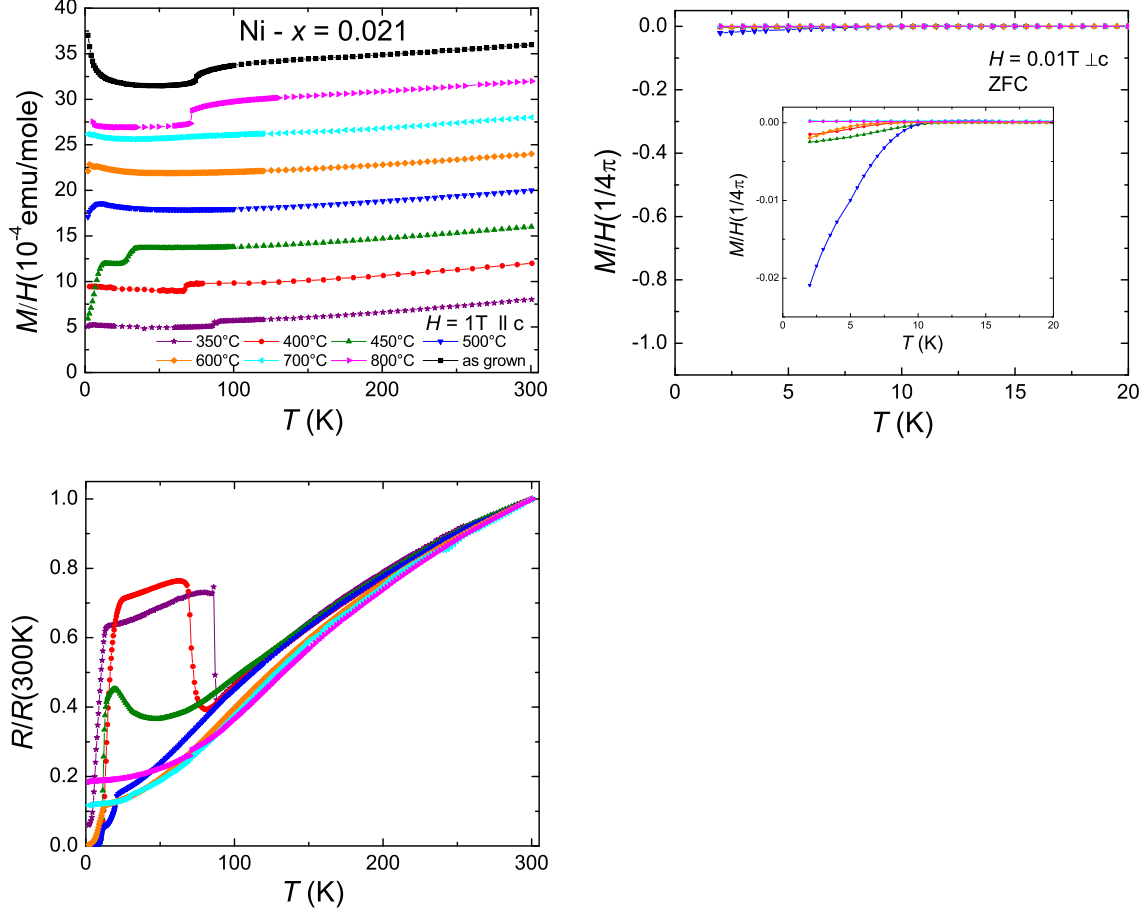 Ni - x = 0.021
M/H(10⁻⁴emu/mole)
40
35
30
25
20
15
10
5
0
H = 1T || c
350°C 400°C 450°C 500°C
600°C 700°C 800°C as grown
0 100 200 300
T (K)
M/H(1/4π)
0.0
-0.2
-0.4
-0.6
-0.8
-1.0
H = 0.01T ⊥c
ZFC
M/H(1/4π)
0.00
-0.01
-0.02
0 5 10 15 20
T (K)
0 5 10 15 20
T (K)
R/R(300K)
1.0
0.8
0.6
0.4
0.2
0.0
0 100 200 300
T (K)